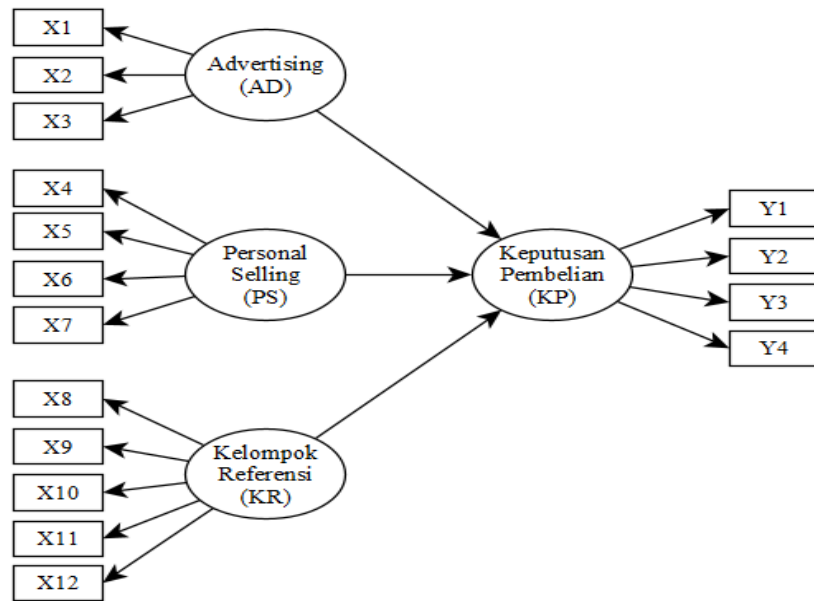 X1
X2
X3
Advertising
(AD)
X4
X5
X6
X7
Personal
Selling
(PS)
X8
X9
X10
X11
X12
Kelompok
Referensi
(KR)
Keputusan
Pembelian
(KP)
Y1
Y2
Y3
Y4